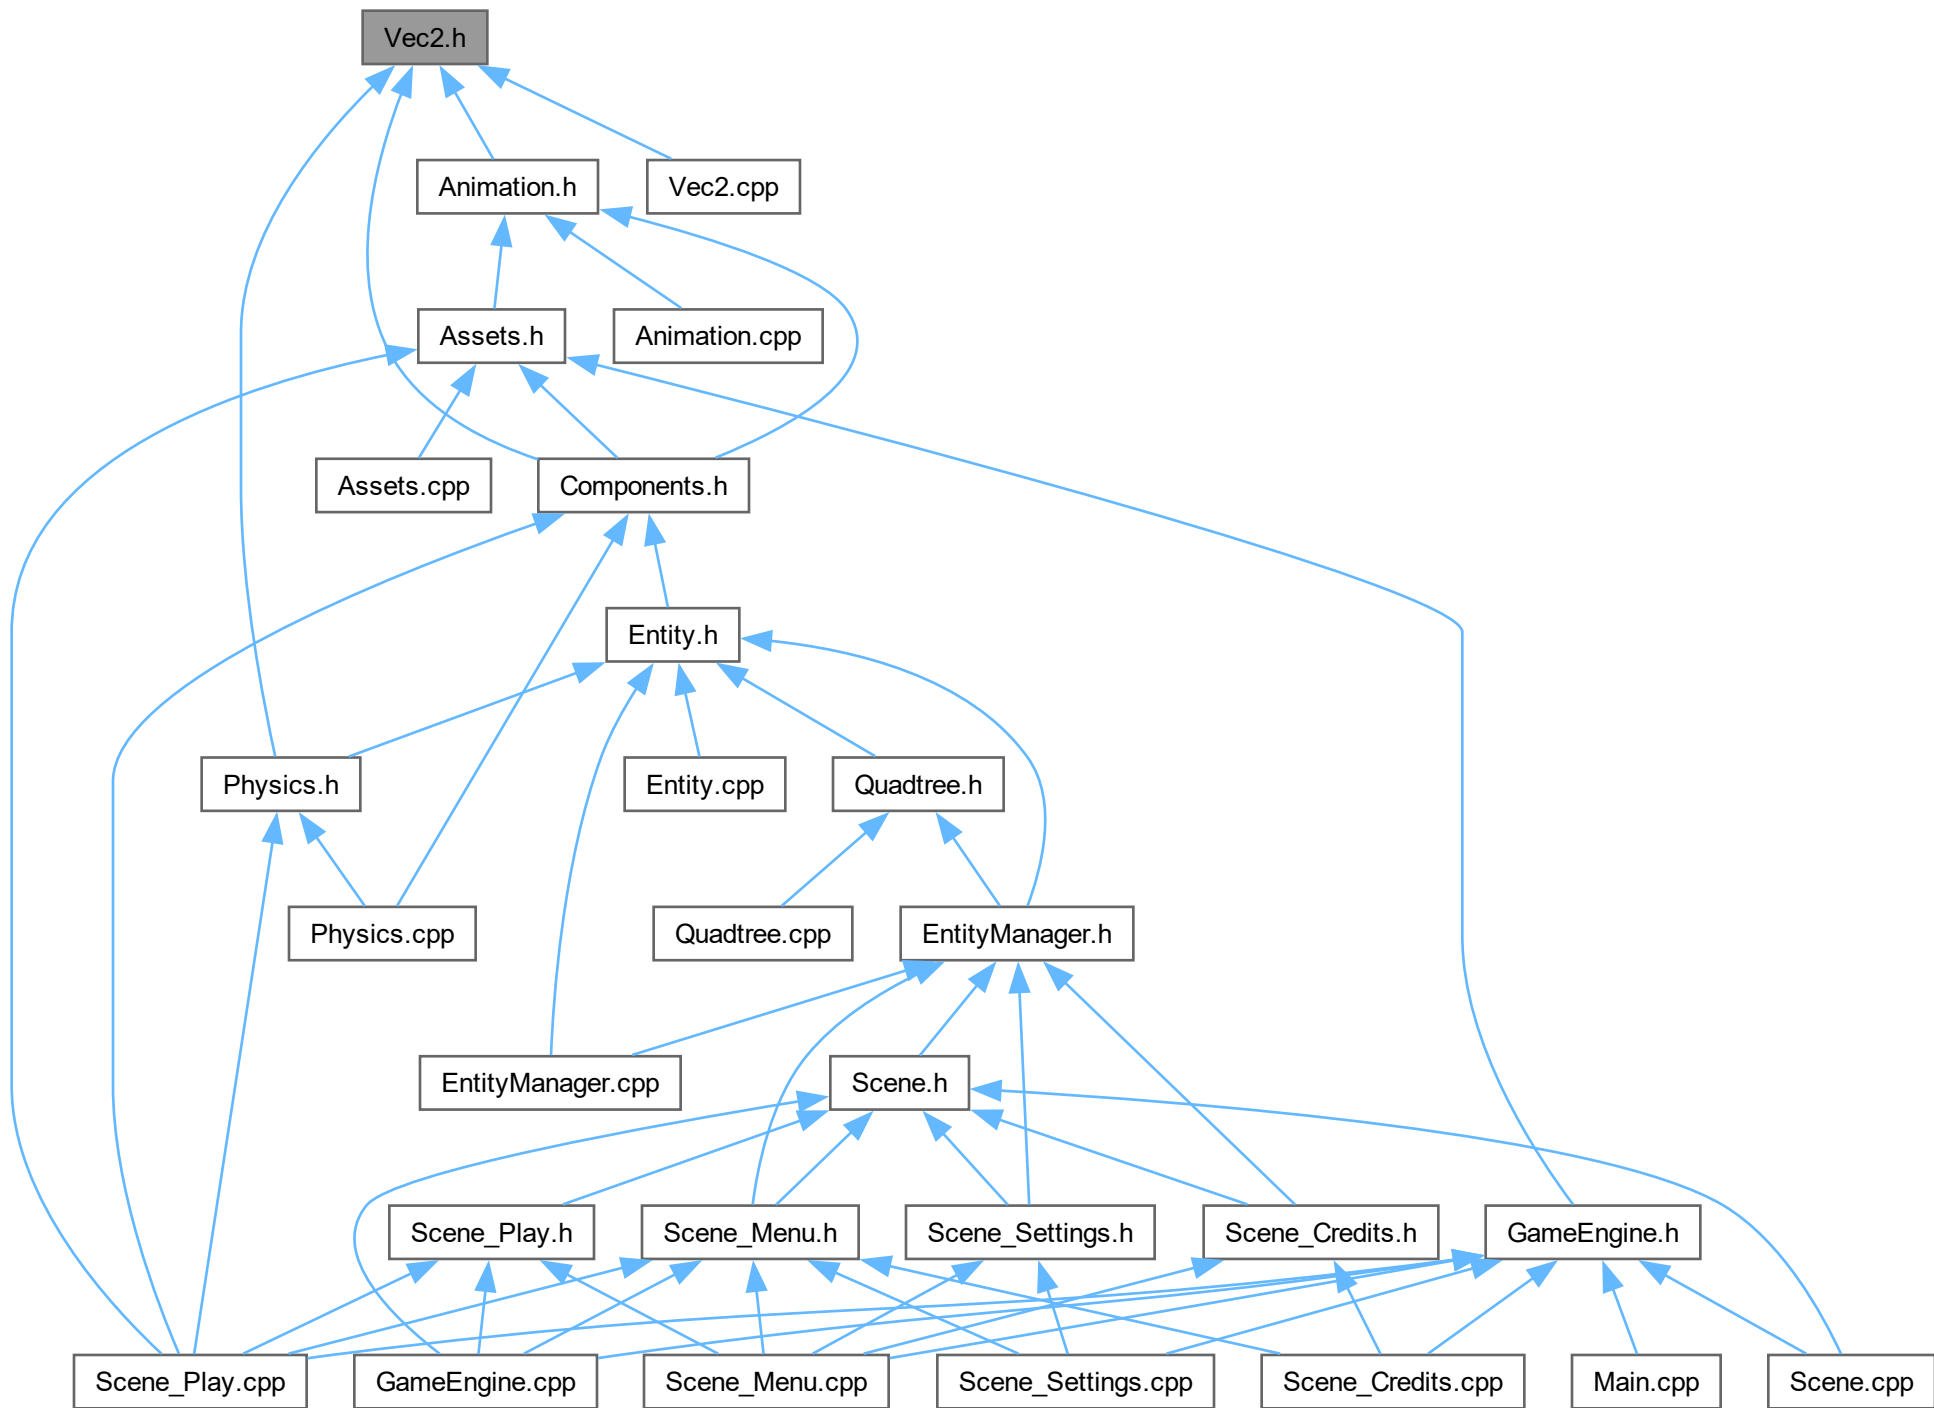 Vec2.h
Animation.h
Vec2.cpp
Assets.h
Animation.cpp
Assets.cpp
Components.h
Entity.h
Physics.h
Entity.cpp
Quadtree.h
Physics.cpp
Quadtree.cpp
EntityManager.h
EntityManager.cpp
Scene.h
Scene_Play.h
Scene_Menu.h
Scene_Settings.h
Scene_Credits.h
GameEngine.h
Scene_Play.cpp
GameEngine.cpp
Scene_Menu.cpp
Scene_Settings.cpp
Scene_Credits.cpp
Main.cpp
Scene.cpp